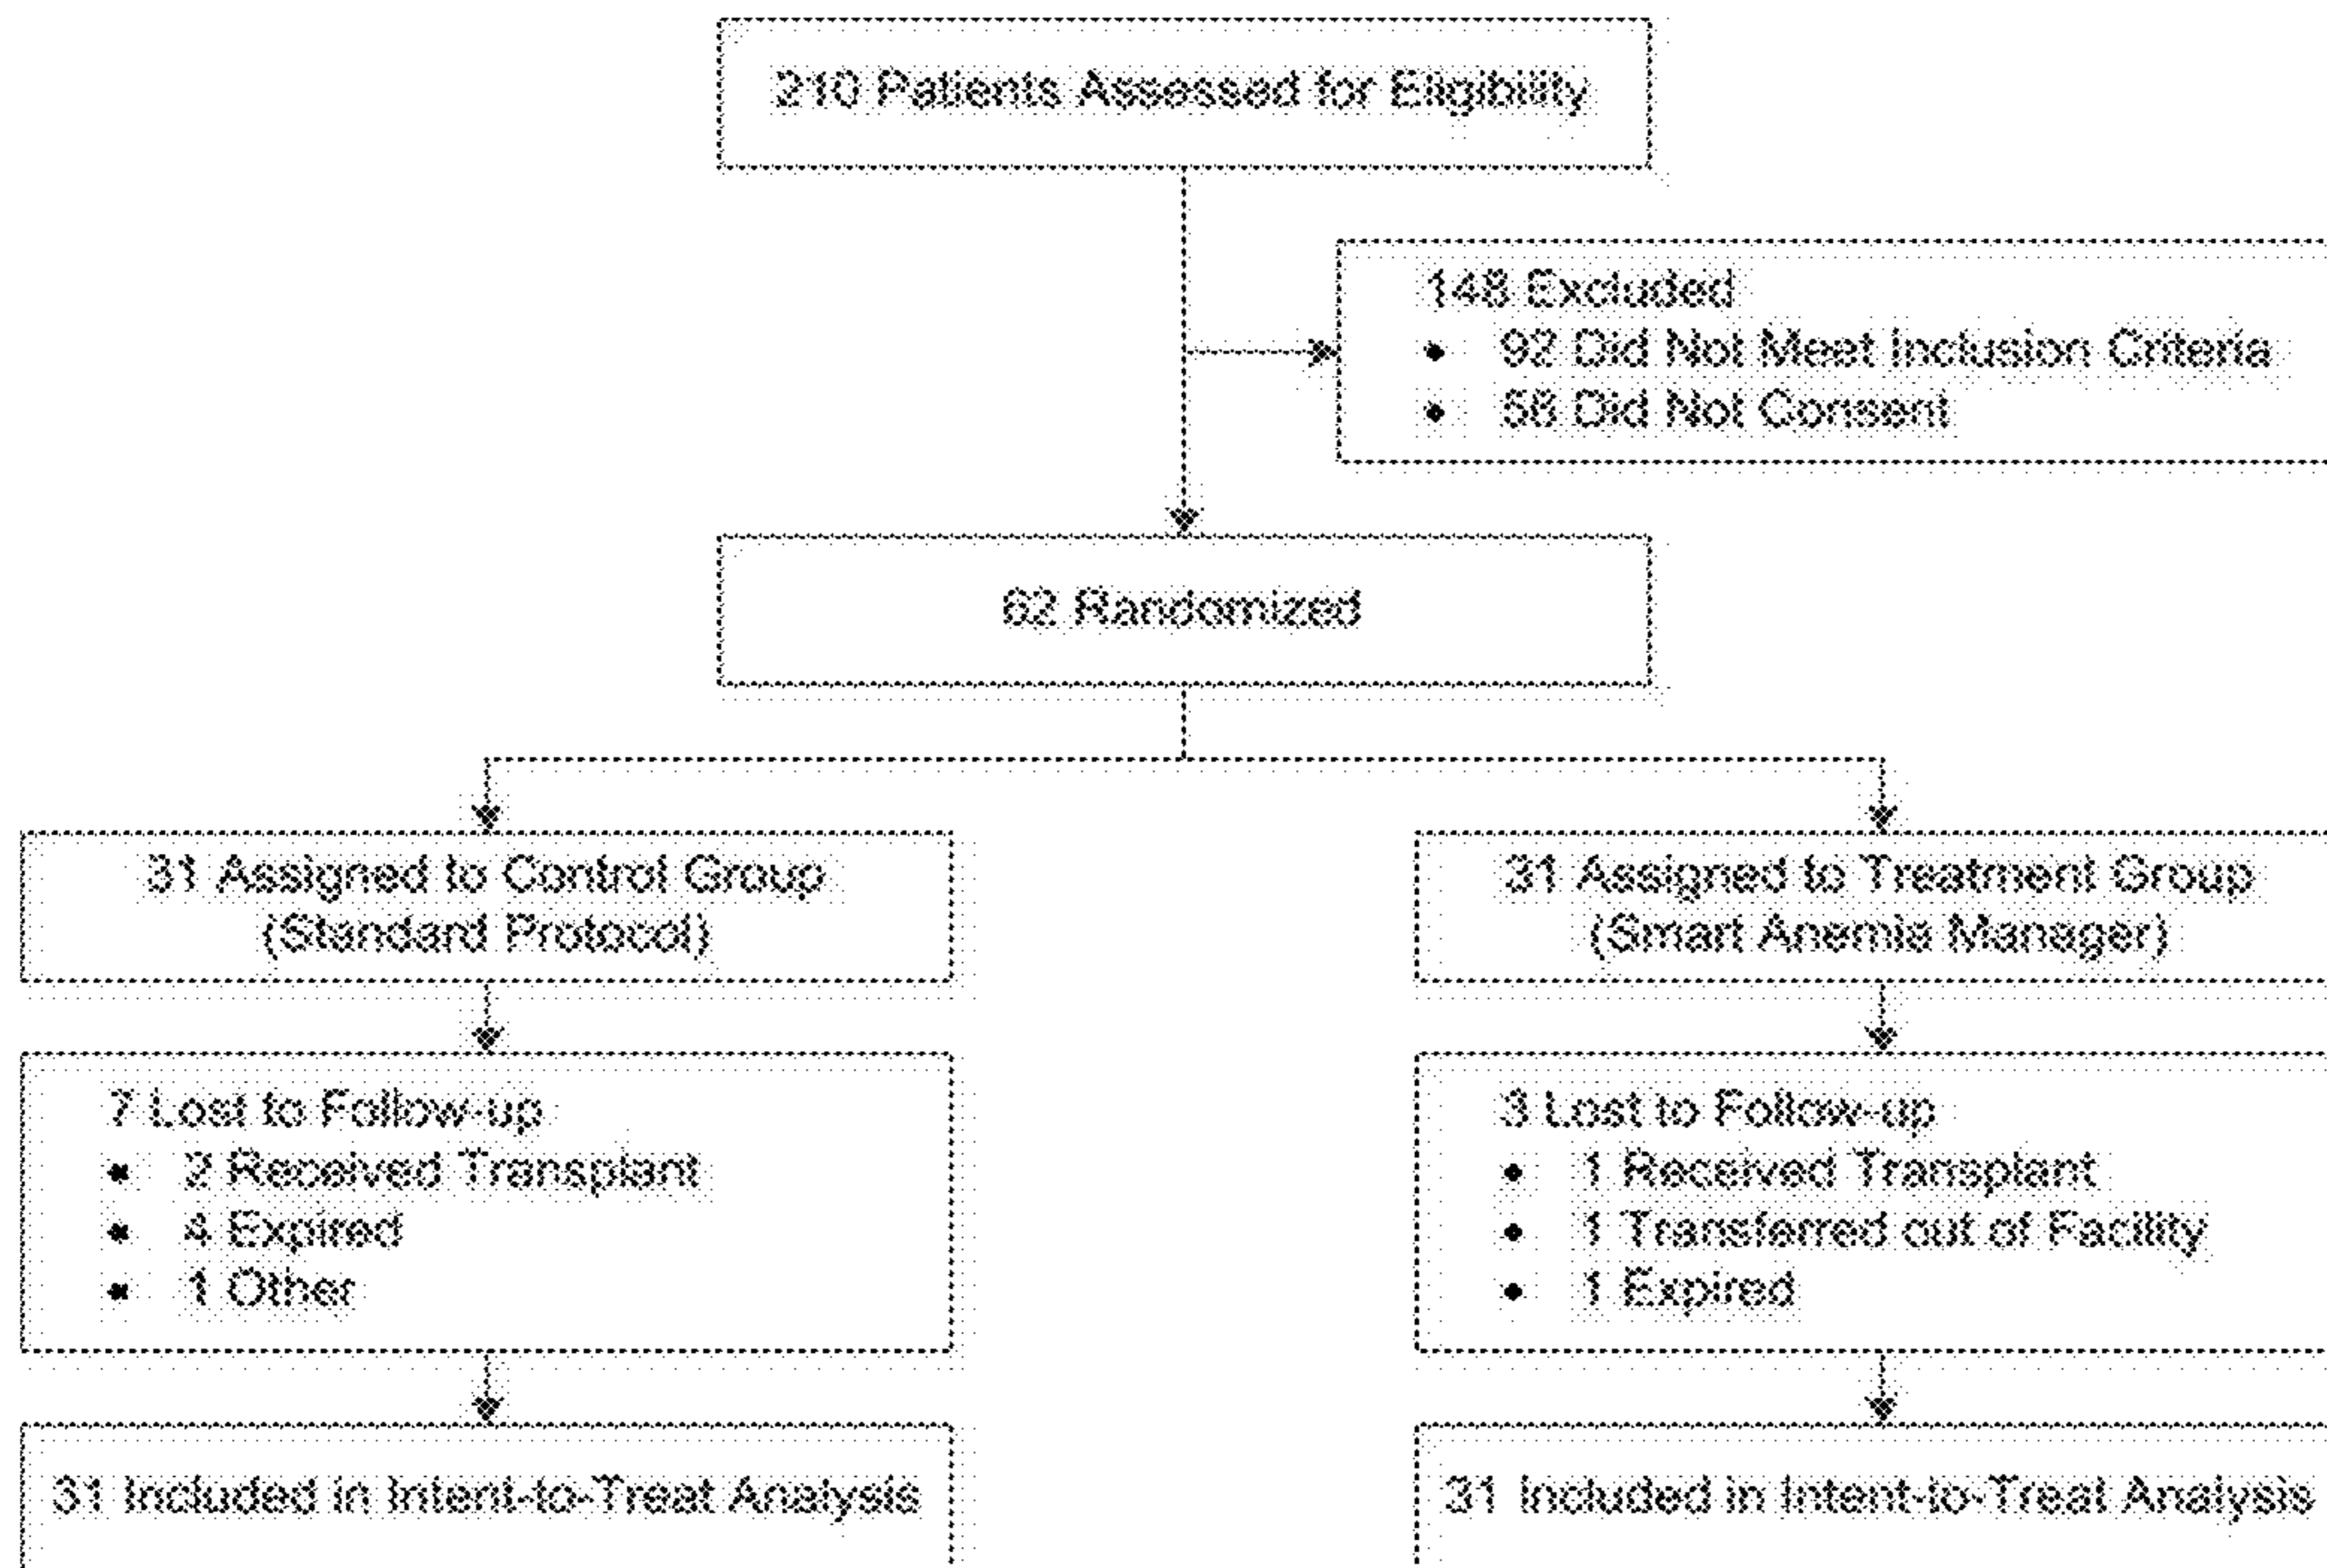 210 Patients Assessed for Eligibility
148 Excluded
• 92 Did Not Meet Inclusion Criteria
• 56 Did Not Consent
62 Randomized
31 Assigned to Control Group
(Standard Protocol)
31 Assigned to Treatment Group
(Smart Anemia Manager)
7 Lost to Follow-up
• 2 Received Transplant
• 4 Expired
• 1 Other
3 Lost to Follow-up
• 1 Received Transplant
• 1 Transferred out of Facility
• 1 Expired
31 Included in Intent-to-Treat Analysis
31 Included in Intent-to-Treat Analysis